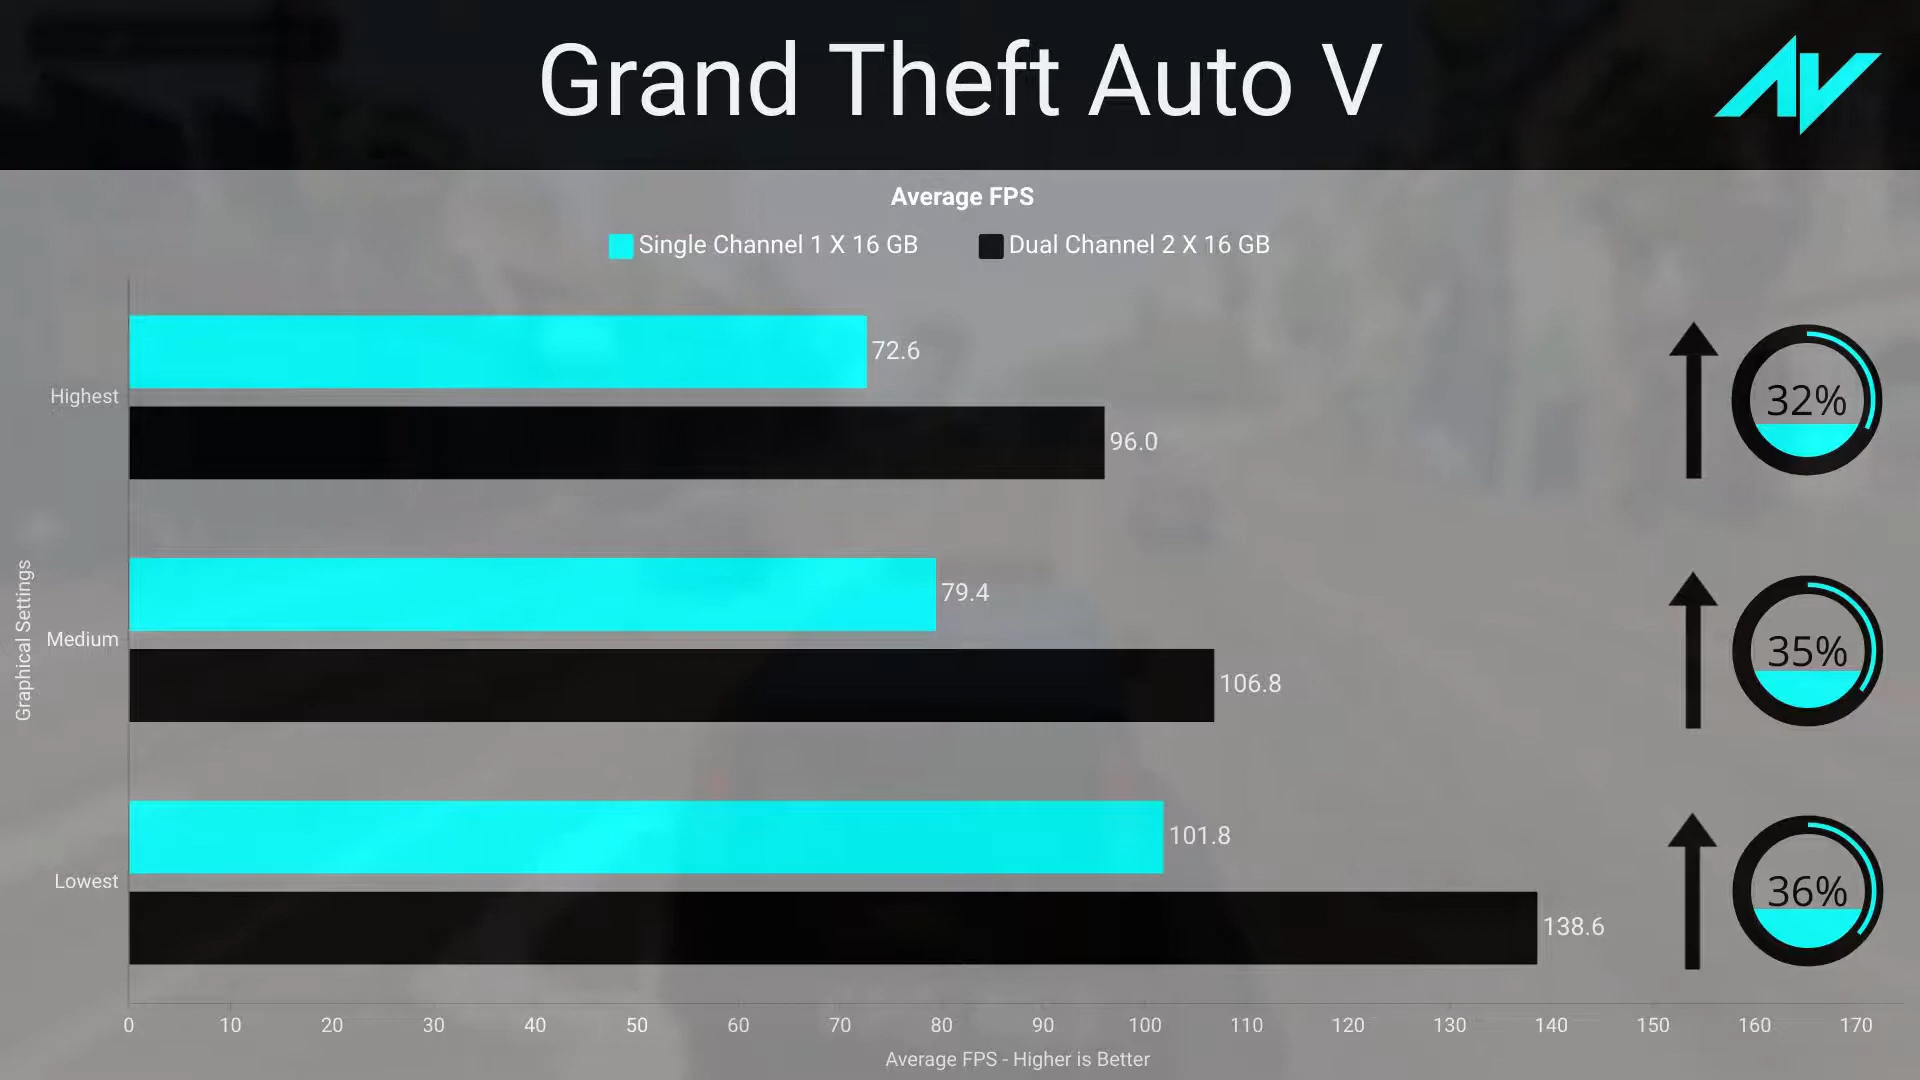 Grand Theft Auto V
Average FPS
Single Channel 1 X 16 GB
Dual Channel 2 X 16 GB
Graphical Settings
Highest
72.6
96.0
32%
Medium
79.4
106.8
35%
Lowest
101.8
138.6
36%
0 10 20 30 40 50 60 70 80 90 100 110 120 130 140 150 160 170
Average FPS - Higher is Better